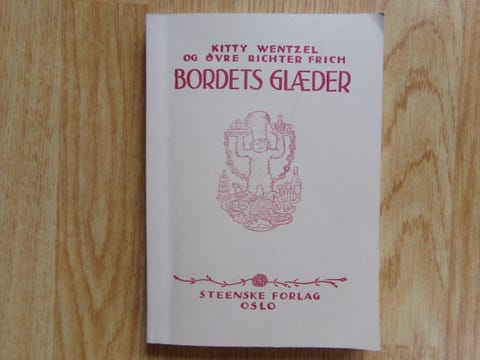 KITTY WENTZEL
OG ØVRE RICHTER FRICH
BORDETS GLÆDER
STEENSKE FORLAG
OSLO